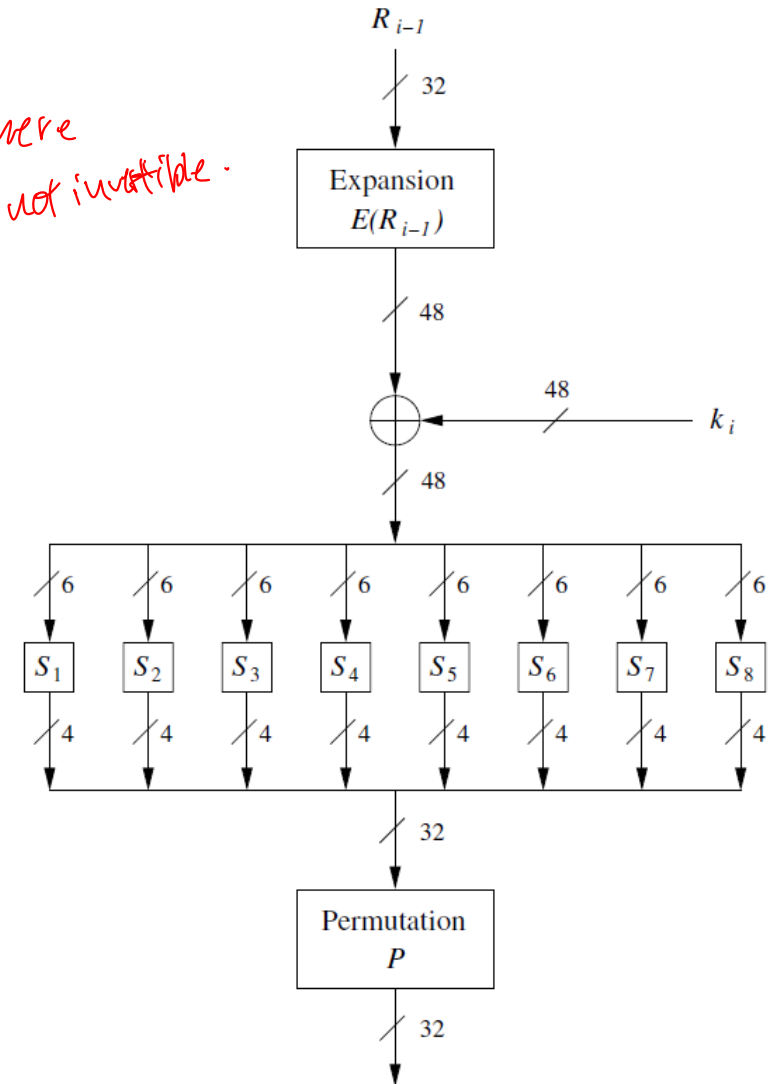 R i−1
32
here
not invertible.
Expansion
E(R i−1)
48
48
k i
48
6 6 6 6 6 6 6 6
S1 S2 S3 S4 S5 S6 S7 S8
4 4 4 4 4 4 4 4
32
Permutation
P
32